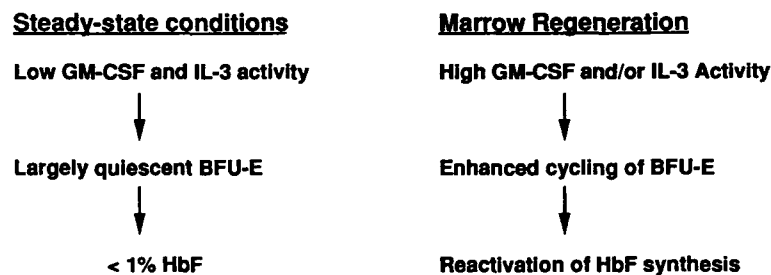 Steady-state conditions
Low GM-CSF and IL-3 activity
Largely quiescent BFU-E
< 1% HbF
Marrow Regeneration
High GM-CSF and/or IL-3 Activity
Enhanced cycling of BFU-E
Reactivation of HbF synthesis